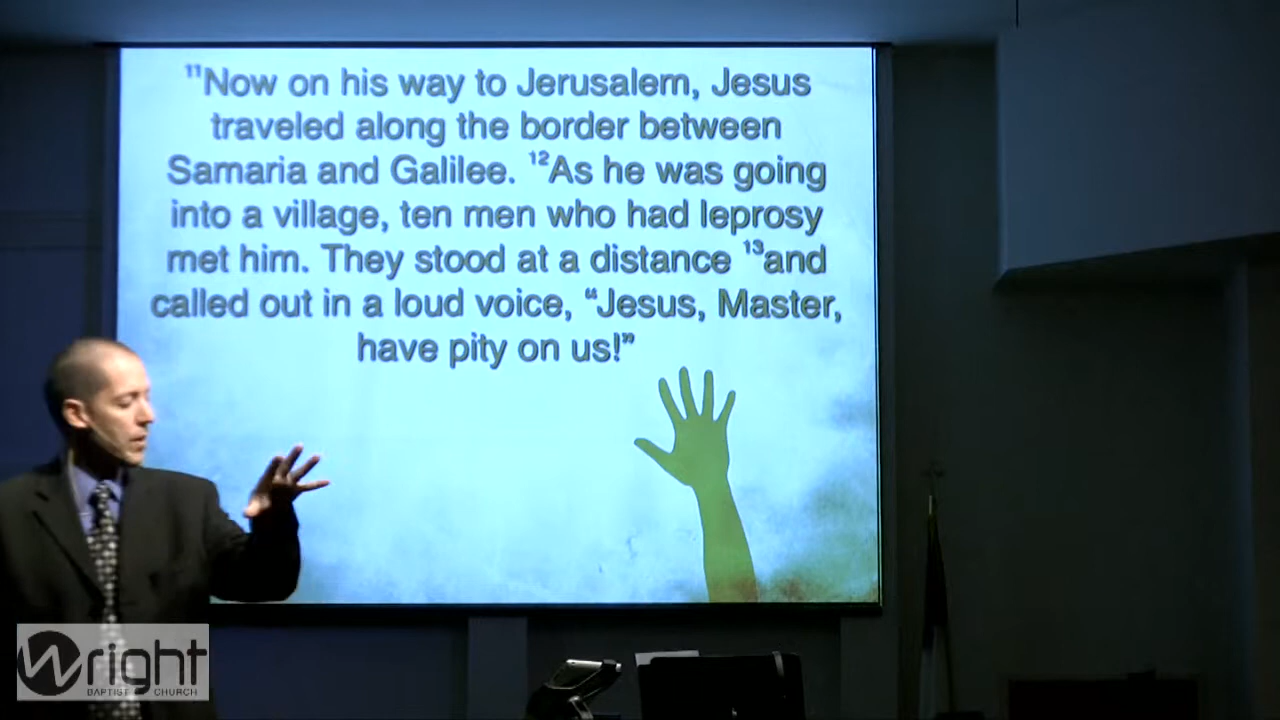 ¹¹Now on his way to Jerusalem, Jesus
traveled along the border between
Samaria and Galilee. ¹²As he was going
into a village, ten men who had leprosy
met him. They stood at a distance ¹³and
called out in a loud voice, “Jesus, Master,
have pity on us!”
wright
BAPTIST CHURCH